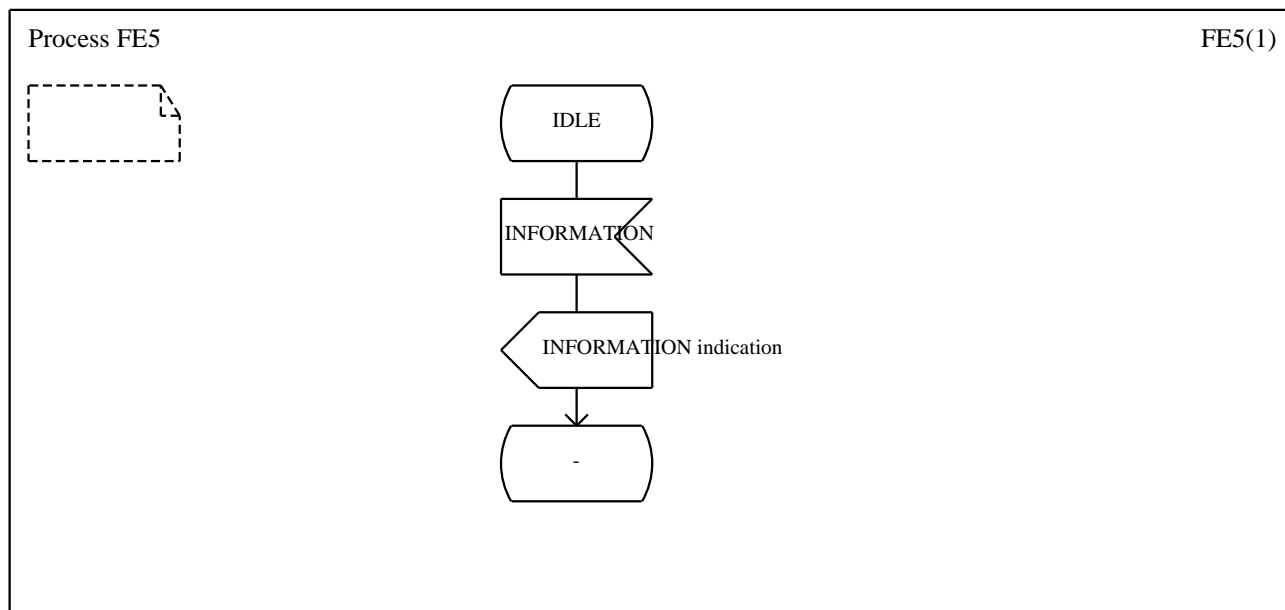 Process FE5
FE5(1)
IDLE
INFORMATION
INFORMATION indication
-